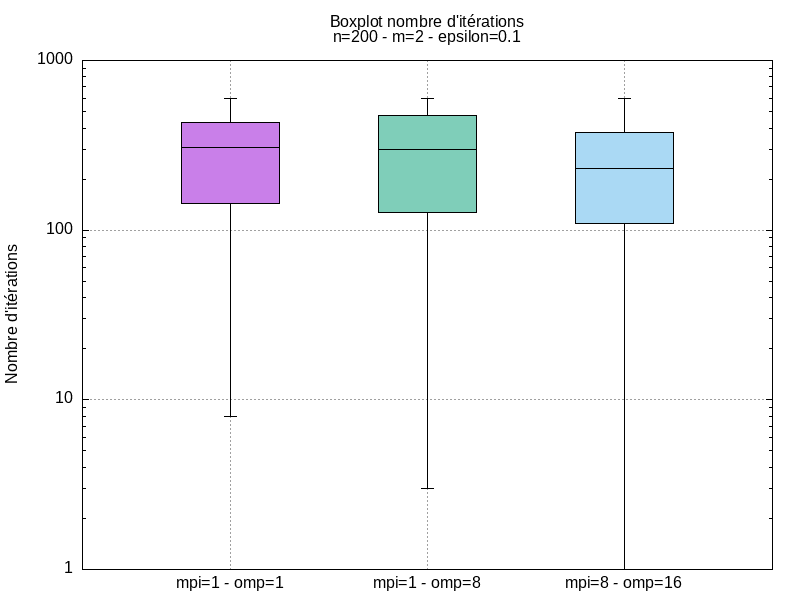 Boxplot nombre d'itérations
n=200 - m=2 - epsilon=0.1
1000
100
10
1
Nombre d'itérations
mpi=1 - omp=1
mpi=1 - omp=8
mpi=8 - omp=16